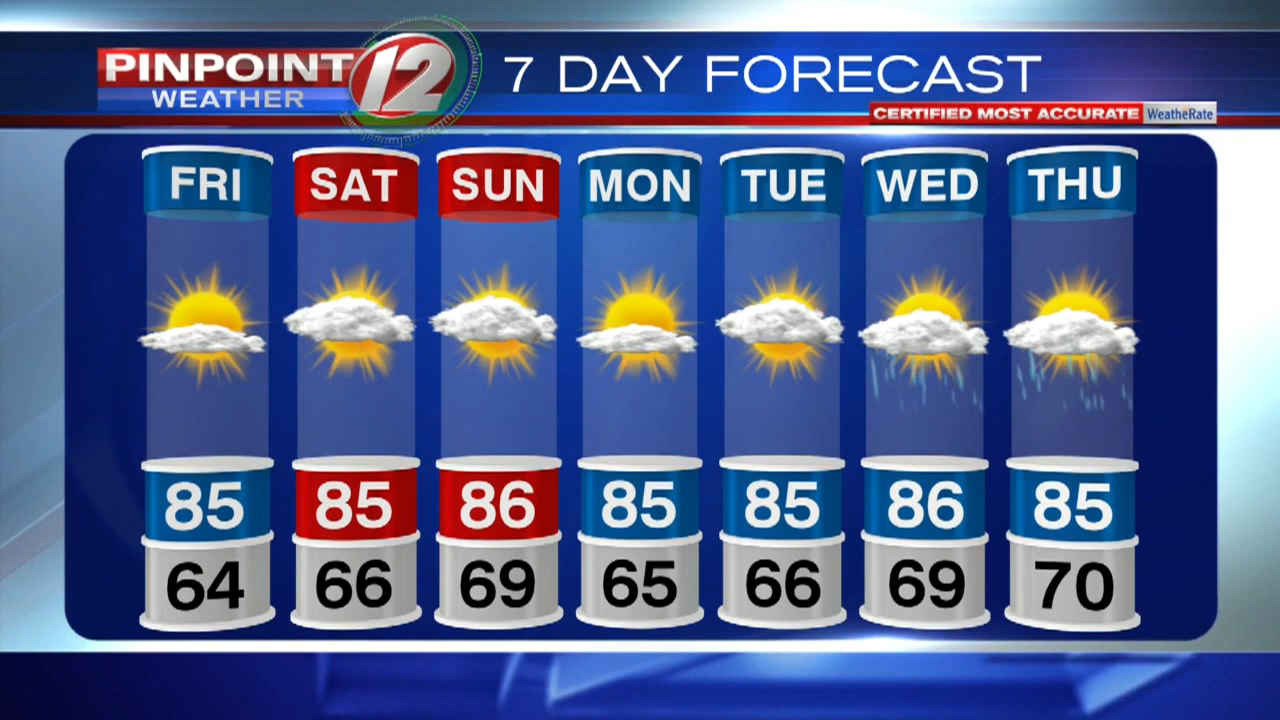 PINPOINT 12
WEATHER
7 DAY FORECAST
CERTIFIED MOST ACCURATE WeatheRate
FRI SAT SUN MON TUE WED THU
85 85 86 85 85 86 85
64 66 69 65 66 69 70